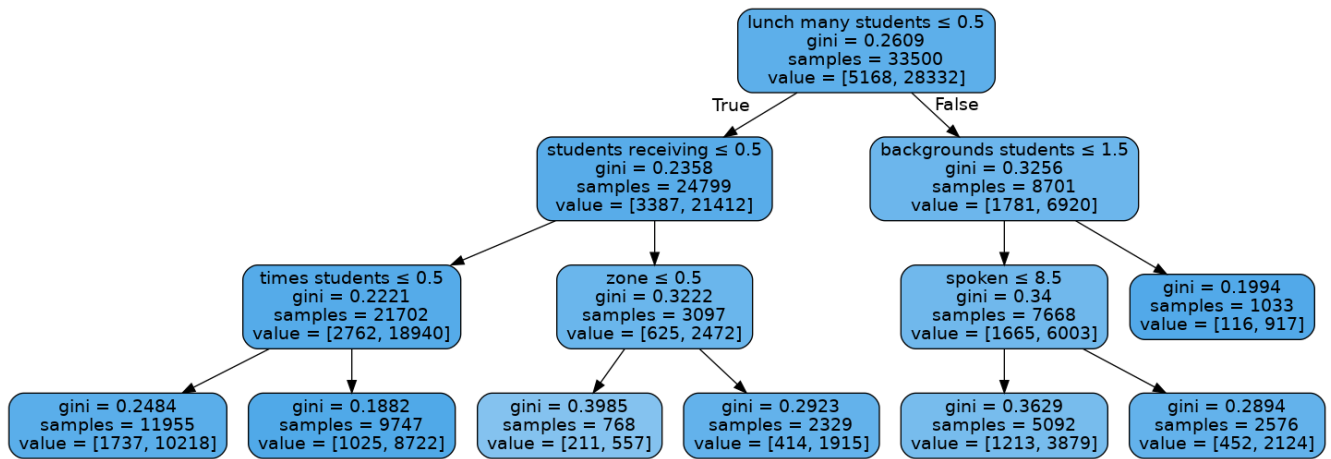 lunch many students ≤ 0.5
gini = 0.2609
samples = 33500
value = [5168, 28332]
True
False
students receiving ≤ 0.5
gini = 0.2358
samples = 24799
value = [3387, 21412]
backgrounds students ≤ 1.5
gini = 0.3256
samples = 8701
value = [1781, 6920]
times students ≤ 0.5
gini = 0.2221
samples = 21702
value = [2762, 18940]
zone ≤ 0.5
gini = 0.3222
samples = 3097
value = [625, 2472]
spoken ≤ 8.5
gini = 0.34
samples = 7668
value = [1665, 6003]
gini = 0.1994
samples = 1033
value = [116, 917]
gini = 0.2484
samples = 11955
value = [1737, 10218]
gini = 0.1882
samples = 9747
value = [1025, 8722]
gini = 0.3985
samples = 768
value = [211, 557]
gini = 0.2923
samples = 2329
value = [414, 1915]
gini = 0.3629
samples = 5092
value = [1213, 3879]
gini = 0.2894
samples = 2576
value = [452, 2124]